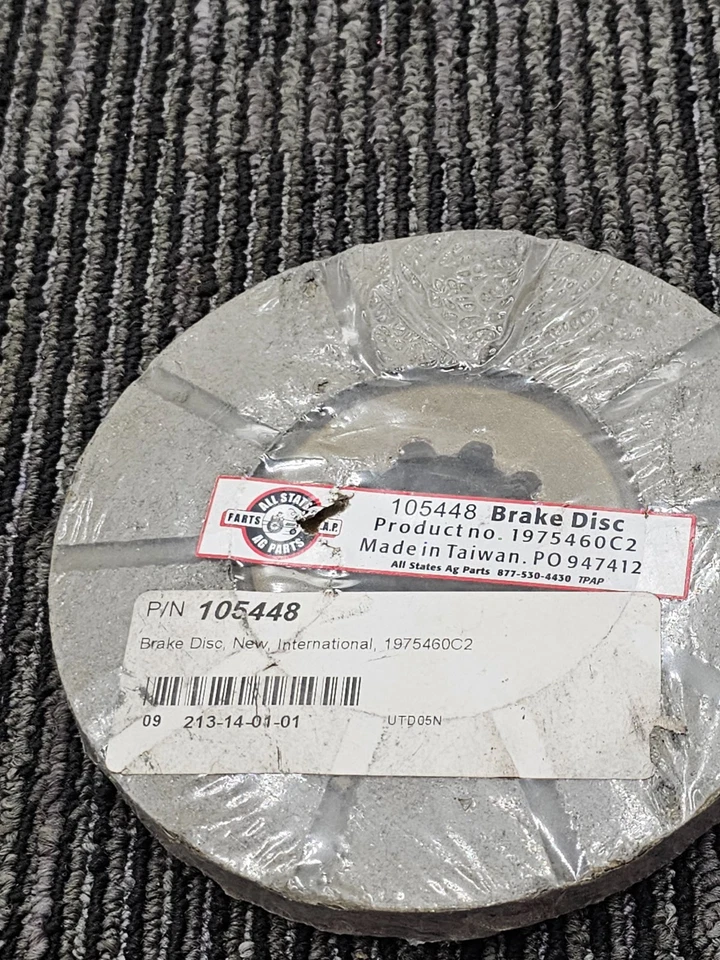 ALL STATES
PARTS A.P.
AG PARTS
105448 Brake Disc
Product no. 1975460C2
Made in Taiwan. PO 947412
All States Ag Parts 877-530-4430 TPAP
P/N 105448
Brake Disc, New, International, 1975460C2
09 213-14-01-01 UTD05N